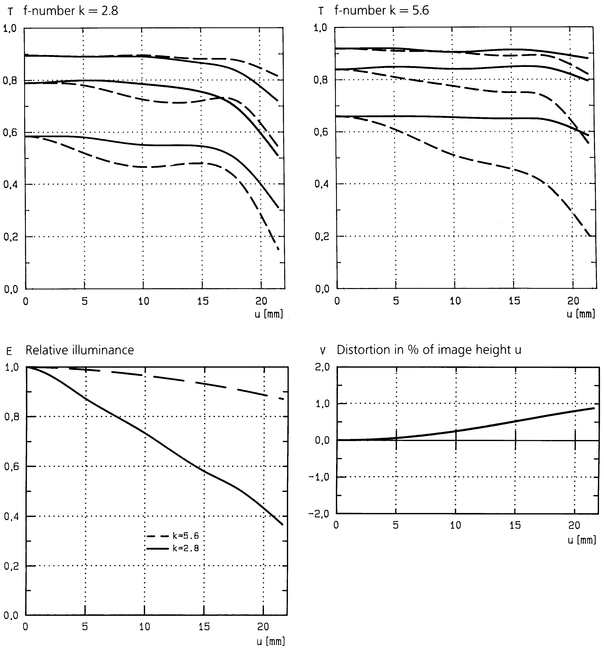 T f-number k = 2.8
1,0
0,8
0,6
0,4
0,2
0,0
0 5 10 15 20
u [mm]
T f-number k = 5.6
1,0
0,8
0,6
0,4
0,2
0,0
0 5 10 15 20
u [mm]
E Relative illuminance
1,0
0,8
0,6
0,4
0,2
0,0
k=5.6
k=2.8
0 5 10 15 20
u [mm]
V Distortion in % of image height u
2,0
1,0
0,0
-1,0
-2,0
0 5 10 15 20
u [mm]